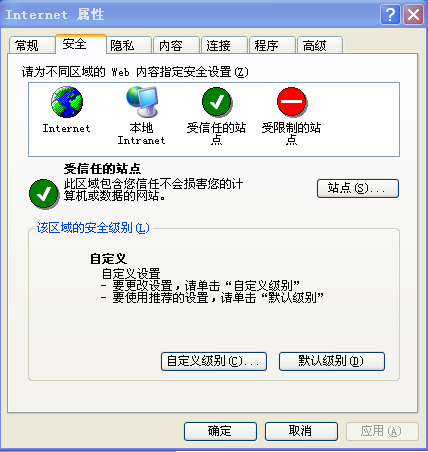 Internet 属性
常规 安全 隐私 内容 连接 程序 高级
请为不同区域的 Web 内容指定安全设置(Z)
Internet
本地
Intranet
受信任的站
点
受限制的站
点
受信任的站点
此区域包含您信任不会损害您的计
算机或数据的网站。
站点(S)...
该区域的安全级别(L)
自定义
自定义设置
- 要更改设置，请单击“自定义级别”
- 要使用推荐的设置，请单击“默认级别”
自定义级别(C)... 默认级别(D)
确定 取消 应用(A)